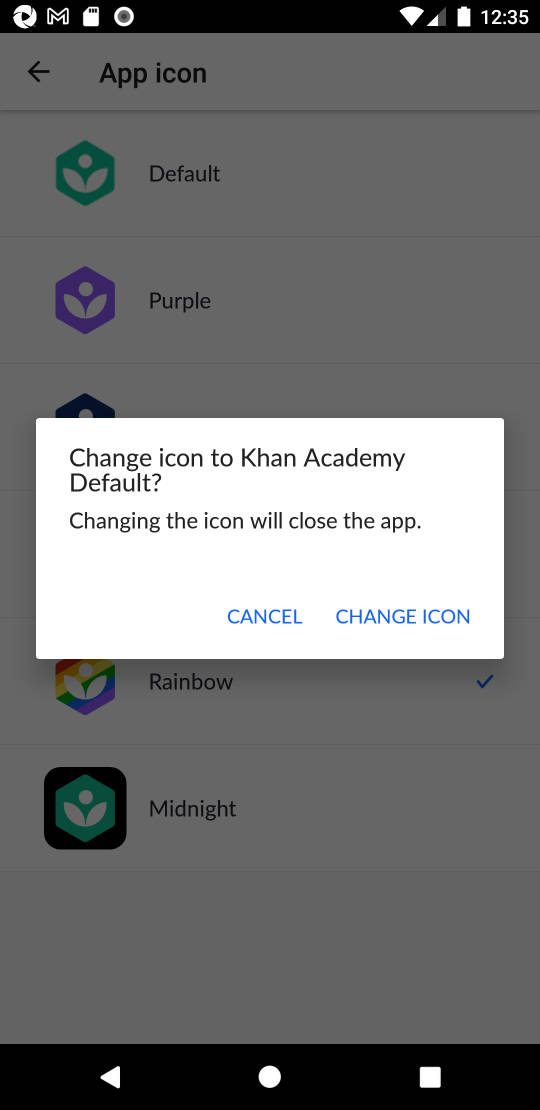 12:35
App icon
Default
Purple
Change icon to Khan Academy
Default?
Changing the icon will close the app.
CANCEL CHANGE ICON
Rainbow
Midnight